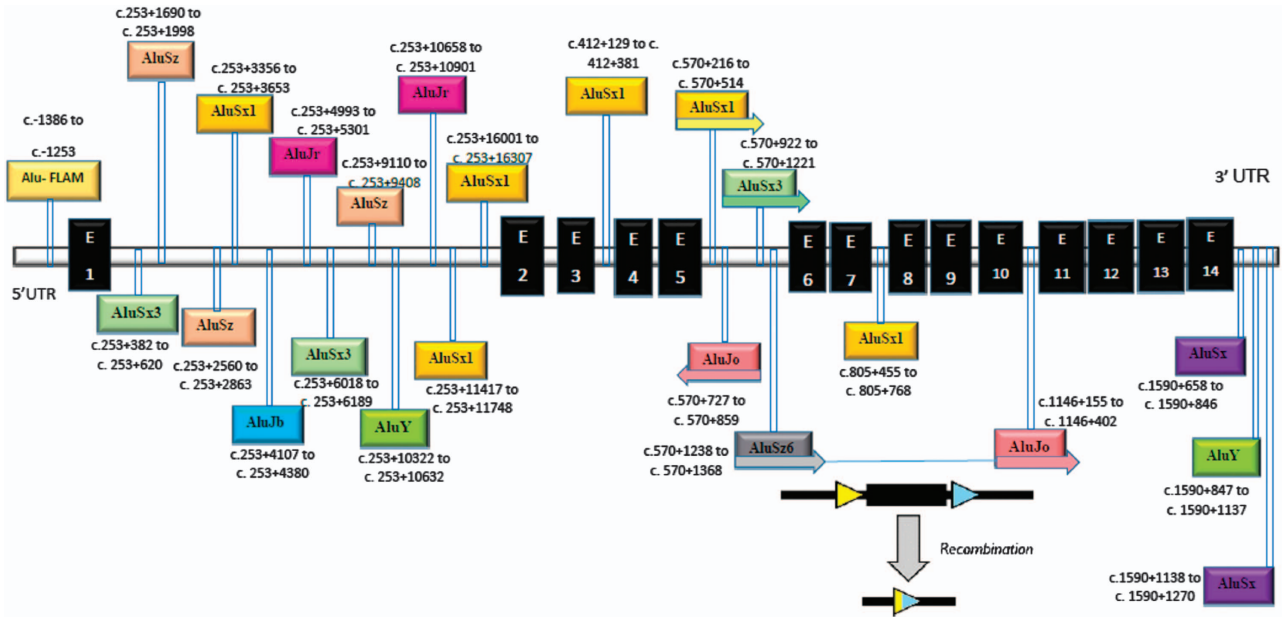 c.253+1690 to
c. 253+1998
AluSz
c.253+3356 to
c. 253+3653
AluSx1
c.253+10658 to
c. 253+10901
AluJr
c.412+129 to c.
412+381
AluSx1
c.570+216 to
c. 570+514
AluSx1
c.253+4993 to
c. 253+5301
AluJr
c.-1386 to
c.-1253
Alu- FLAM
c.253+9110 to
c. 253+9408
AluSz
c.253+16001 to
c. 253+16307
AluSx1
c.570+922 to
c. 570+1221
AluSx3
3’ UTR
5’UTR
E
1
E
2
E
3
E
4
E
5
E
6
E
7
E
8
E
9
E
10
E
11
E
12
E
13
E
14
AluSx3
c.253+382 to
c. 253+620
AluSz
c.253+2560 to
c. 253+2863
AluJb
c.253+4107 to
c. 253+4380
AluSx3
c.253+6018 to
c. 253+6189
AluY
c.253+10322 to
c. 253+10632
AluSx1
c.253+11417 to
c. 253+11748
AluJo
c.570+727 to
c. 570+859
AluSz6
c.570+1238 to
c. 570+1368
AluSx1
c.805+455 to
c. 805+768
c.1146+155 to
c. 1146+402
AluJo
AluSx
c.1590+658 to
c. 1590+846
AluY
c.1590+847 to
c. 1590+1137
c.1590+1138 to
c. 1590+1270
AluSx
Recombination